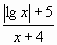 |lg x| + 5
x + 4